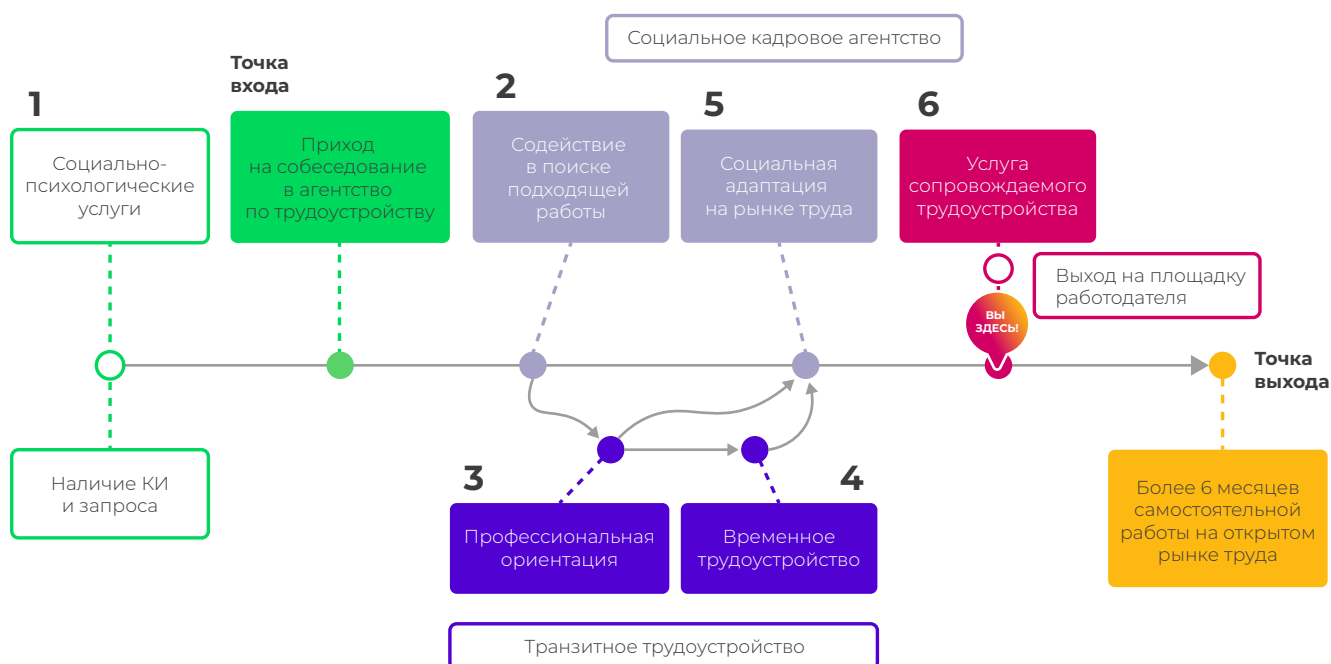 Социальное кадровое агентство
Точка
входа
1
2
5
6
Социально-
психологические
услуги
Приход
на собеседование
в агентство
по трудоустройству
Содействие
в поиске
подходящей
работы
Социальная
адаптация
на рынке труда
Услуга
сопровождаемого
трудоустройства
Выход на площадку
работодателя
ВЫ
ЗДЕСЬ!
Точка
выхода
Наличие КИ
и запроса
3
4
Профессиональная
ориентация
Временное
трудоустройство
Более 6 месяцев
самостоятельной
работы на открытом
рынке труда
Транзитное трудоустройство